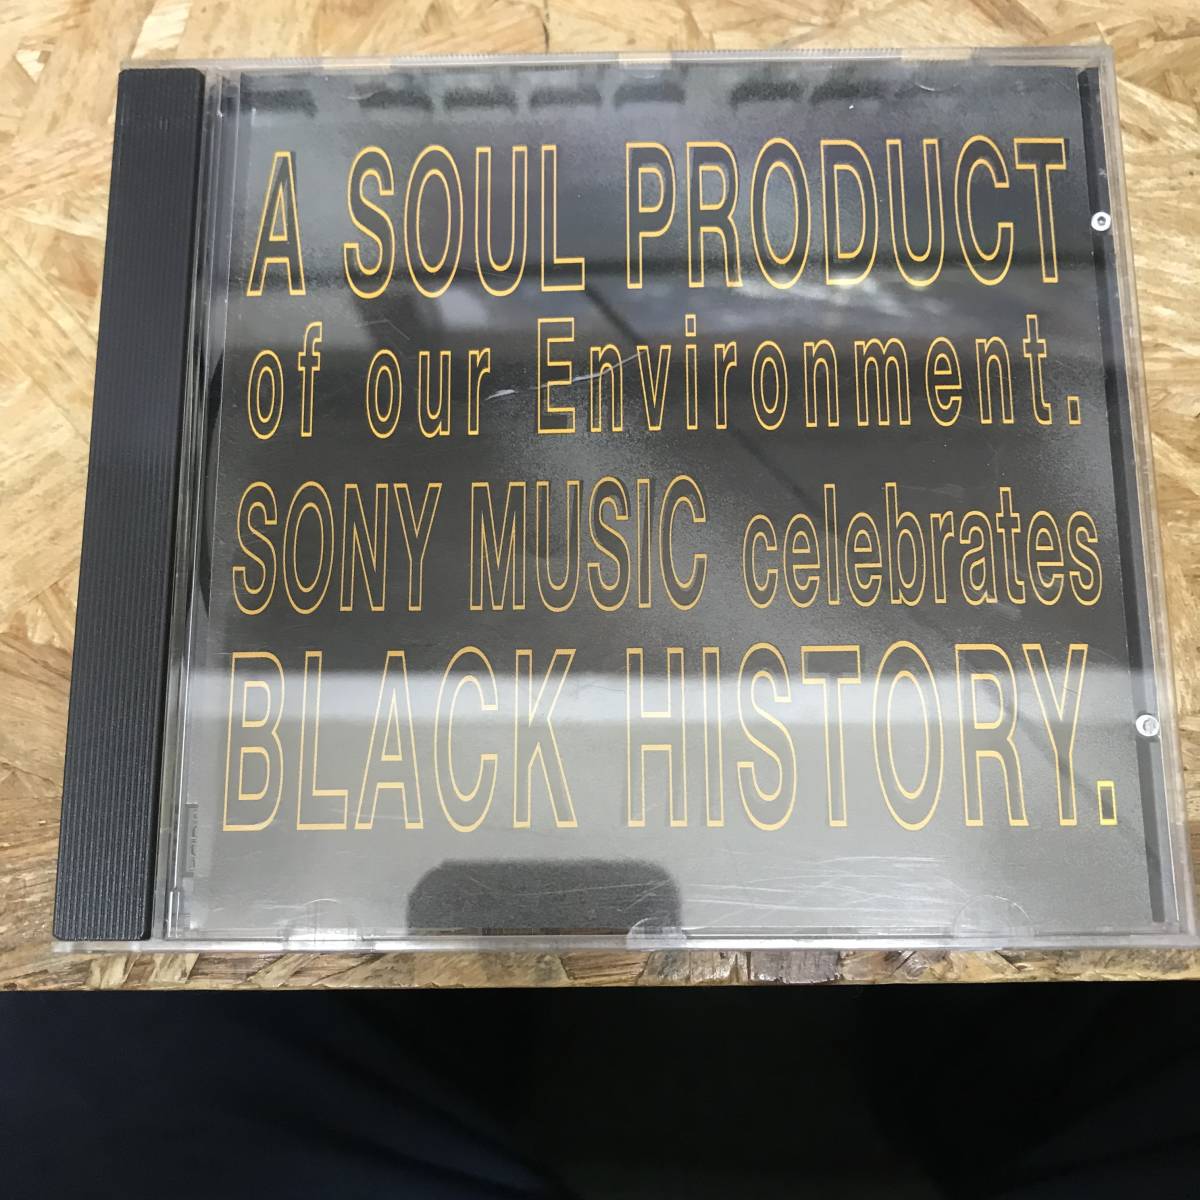 A SOUL PRODUCT
of our Environment.
SONY MUSIC celebrates
BLACK HISTORY.